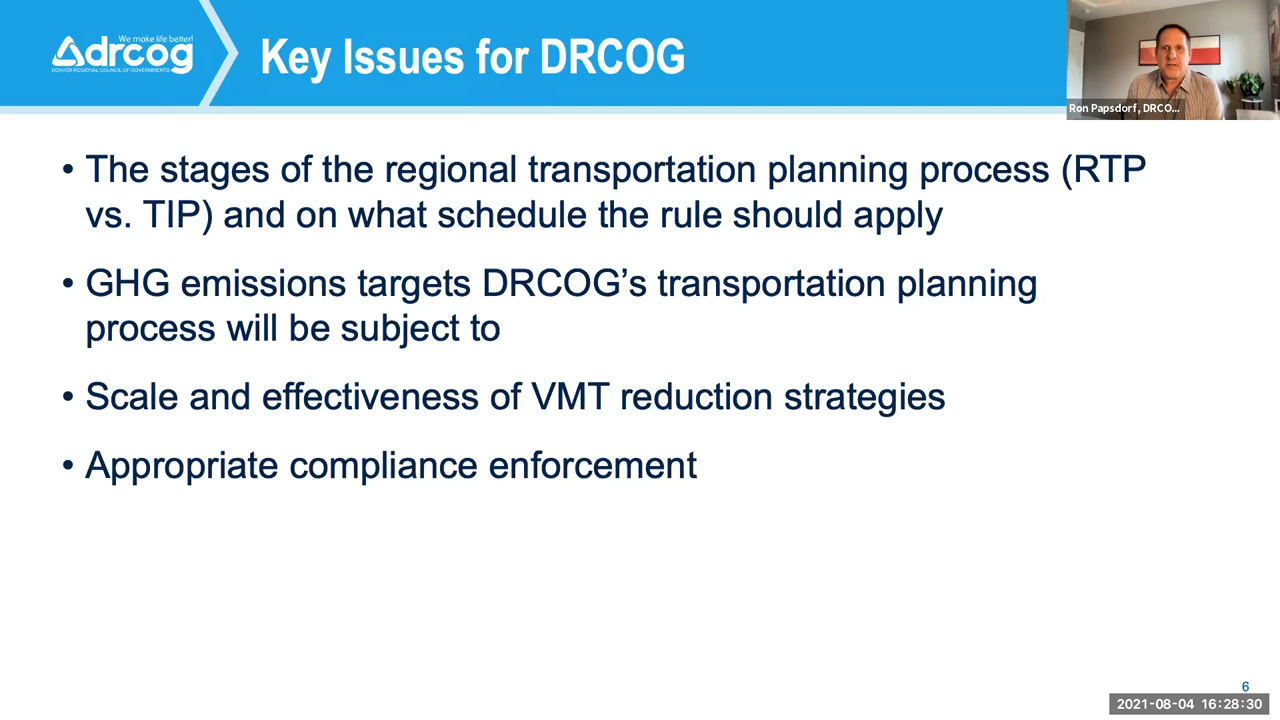 We make life better!
drcog
DENVER REGIONAL COUNCIL OF GOVERNMENTS
Key Issues for DRCOG
Ron Papsdorf, DRCO...
• The stages of the regional transportation planning process (RTP
vs. TIP) and on what schedule the rule should apply
• GHG emissions targets DRCOG’s transportation planning
process will be subject to
• Scale and effectiveness of VMT reduction strategies
• Appropriate compliance enforcement
6
2021-08-04 16:28:30